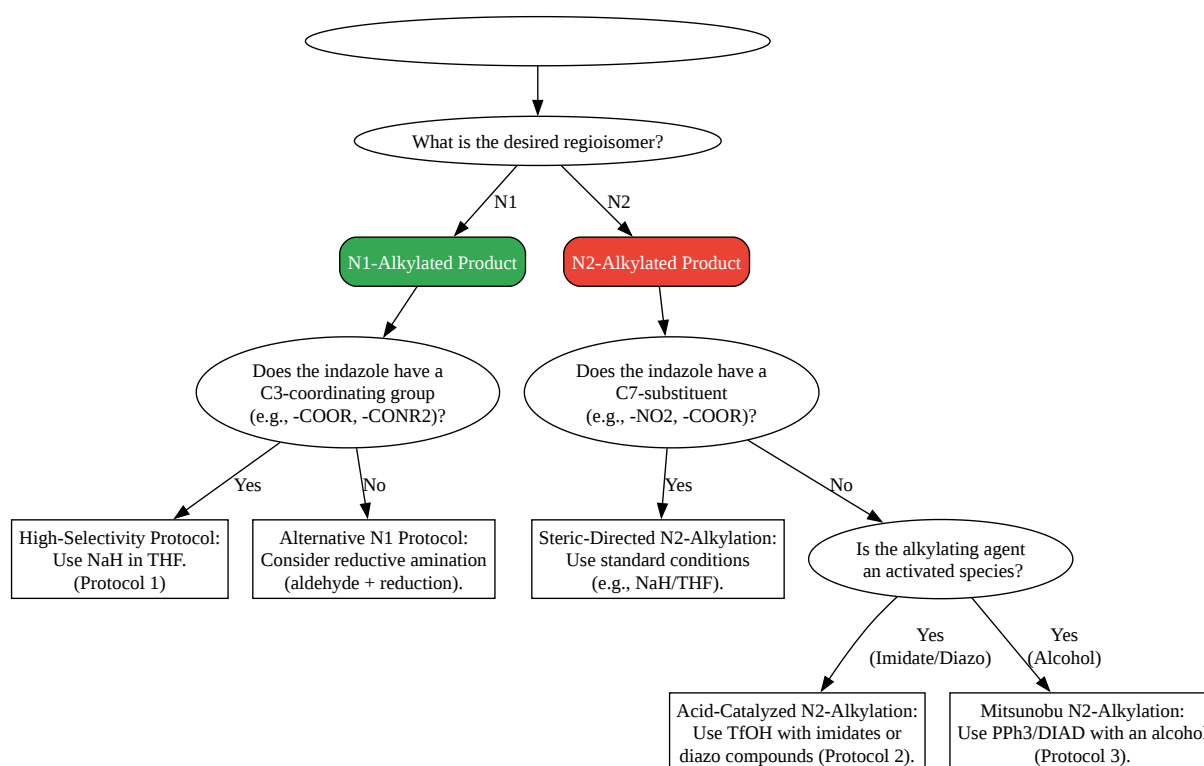 What is the desired regioisomer?
N1
N2
N1-Alkylated Product
N2-Alkylated Product
Does the indazole have a
C3-coordinating group
(e.g., -COOR, -CONR2)?
Does the indazole have a
C7-substituent
(e.g., -NO2, -COOR)?
Yes
No
Yes
No
High-Selectivity Protocol:
Use NaH in THF.
(Protocol 1)
Alternative N1 Protocol:
Consider reductive amination
(aldehyde + reduction).
Steric-Directed N2-Alkylation:
Use standard conditions
(e.g., NaH/THF).
Is the alkylating agent
an activated species?
Yes
(Imidate/Diazo)
Yes
(Alcohol)
Acid-Catalyzed N2-Alkylation:
Use TfOH with imidates or
diazo compounds (Protocol 2).
Mitsunobu N2-Alkylation:
Use PPh3/DIAD with an alcohol
(Protocol 3).